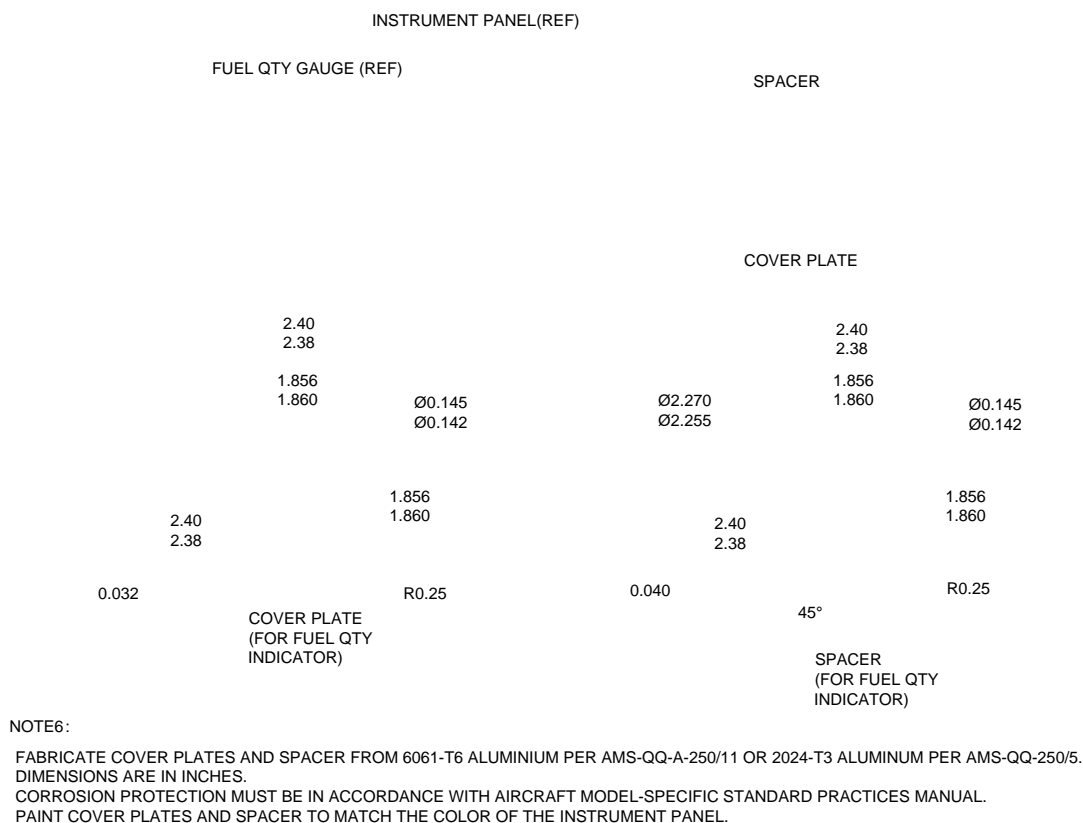 INSTRUMENT PANEL(REF)
FUEL QTY GAUGE (REF)
SPACER
COVER PLATE
2.40
2.38
1.856
1.860
Ø0.145
Ø0.142
1.856
1.860
2.40
2.38
0.032
R0.25
COVER PLATE
(FOR FUEL QTY
INDICATOR)
2.40
2.38
Ø2.270
Ø2.255
1.856
1.860
Ø0.145
Ø0.142
1.856
1.860
2.40
2.38
0.040
R0.25
45°
SPACER
(FOR FUEL QTY
INDICATOR)
NOTE6:
FABRICATE COVER PLATES AND SPACER FROM 6061-T6 ALUMINIUM PER AMS-QQ-A-250/11 OR 2024-T3 ALUMINUM PER AMS-QQ-250/5.
DIMENSIONS ARE IN INCHES.
CORROSION PROTECTION MUST BE IN ACCORDANCE WITH AIRCRAFT MODEL-SPECIFIC STANDARD PRACTICES MANUAL.
PAINT COVER PLATES AND SPACER TO MATCH THE COLOR OF THE INSTRUMENT PANEL.